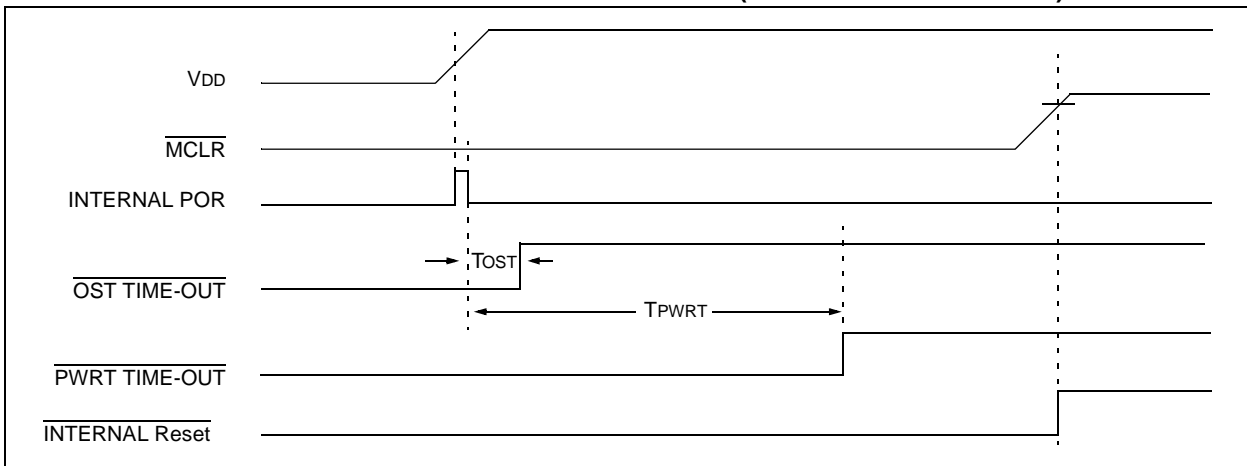 VDD
MCLR
INTERNAL POR
TOST
OST TIME-OUT
TPWRT
PWRT TIME-OUT
INTERNAL Reset